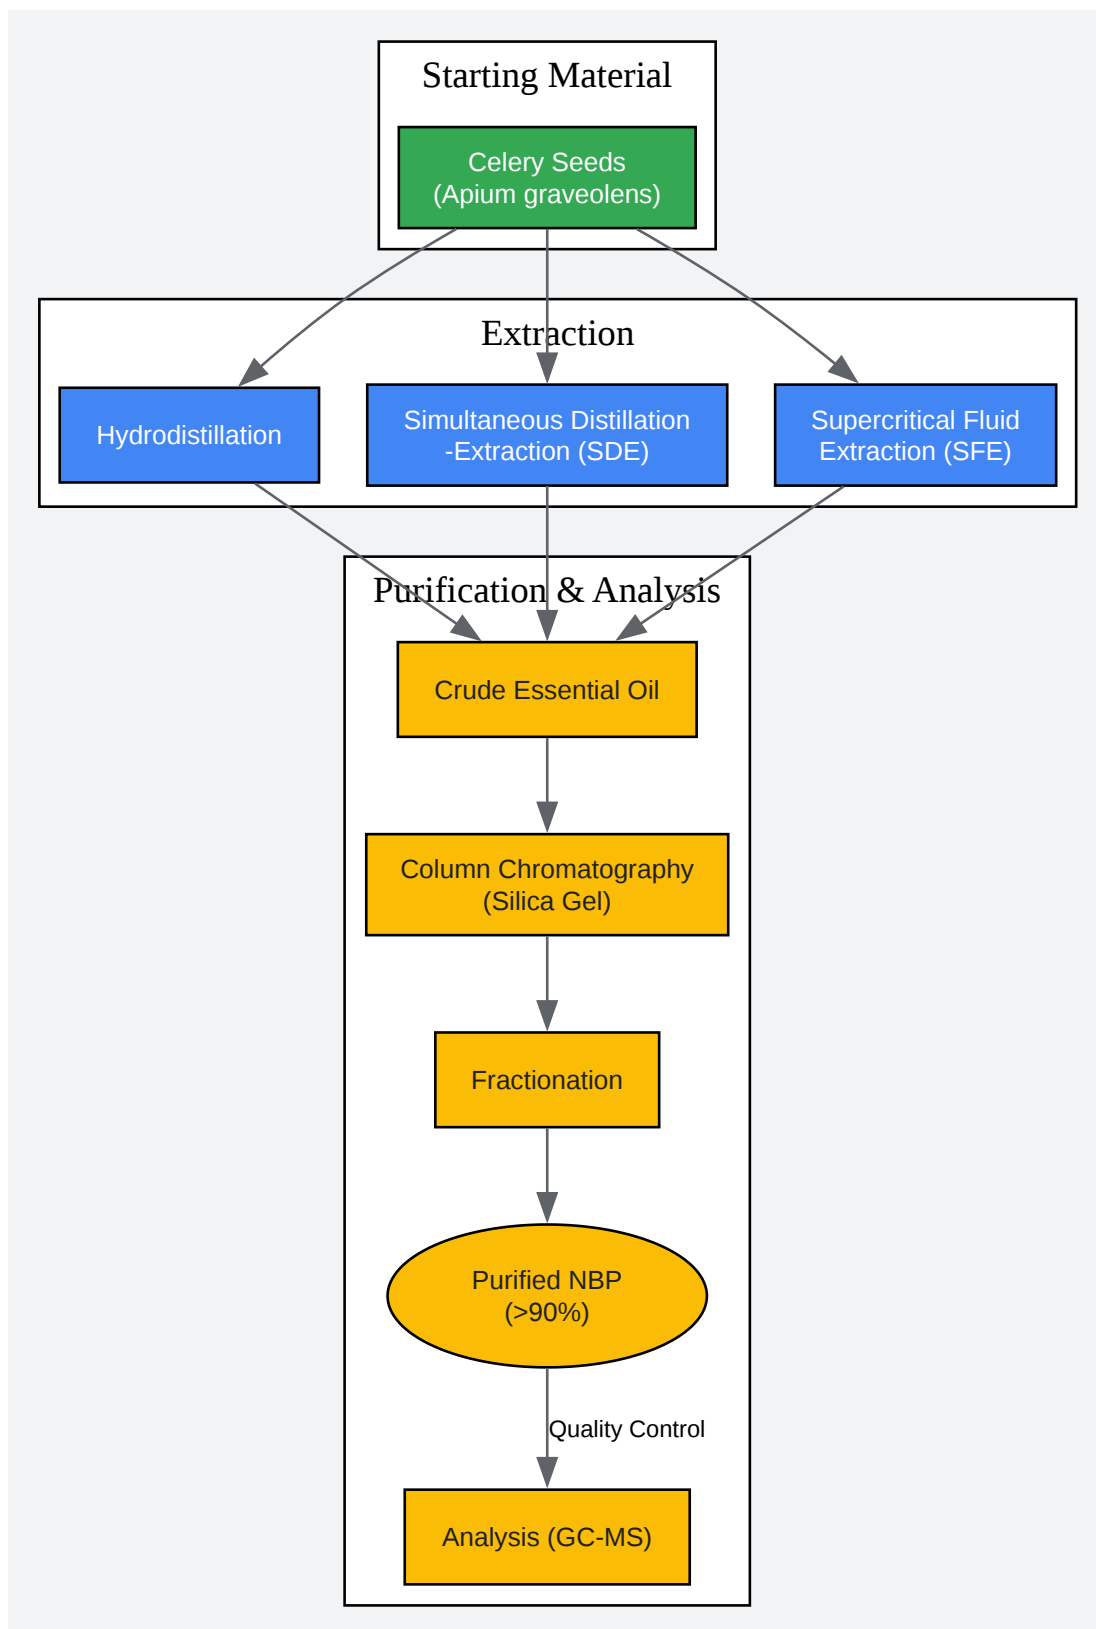 Starting Material
Celery Seeds
(Apium graveolens)
Extraction
Hydrodistillation
Simultaneous Distillation
-Extraction (SDE)
Supercritical Fluid
Extraction (SFE)
Purification & Analysis
Crude Essential Oil
Column Chromatography
(Silica Gel)
Fractionation
Purified NBP
(>90%)
Quality Control
Analysis (GC-MS)